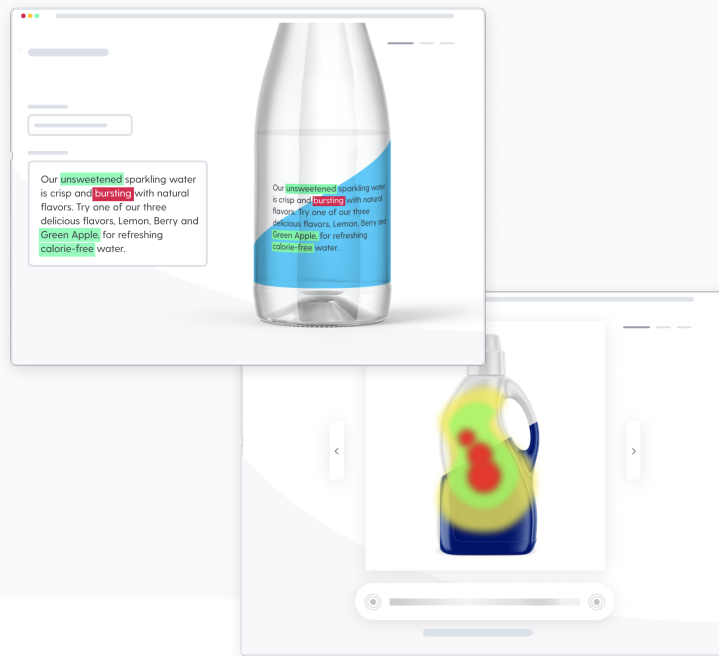 Our unsweetened sparkling water
is crisp and bursting with natural
flavors. Try one of our three
delicious flavors, Lemon, Berry and
Green Apple, for refreshing
calorie-free water.
Our unsweetened sparkling water
is crisp and bursting with natural
flavors. Try one of our three
delicious flavors, Lemon, Berry and
Green Apple, for refreshing
calorie-free water.